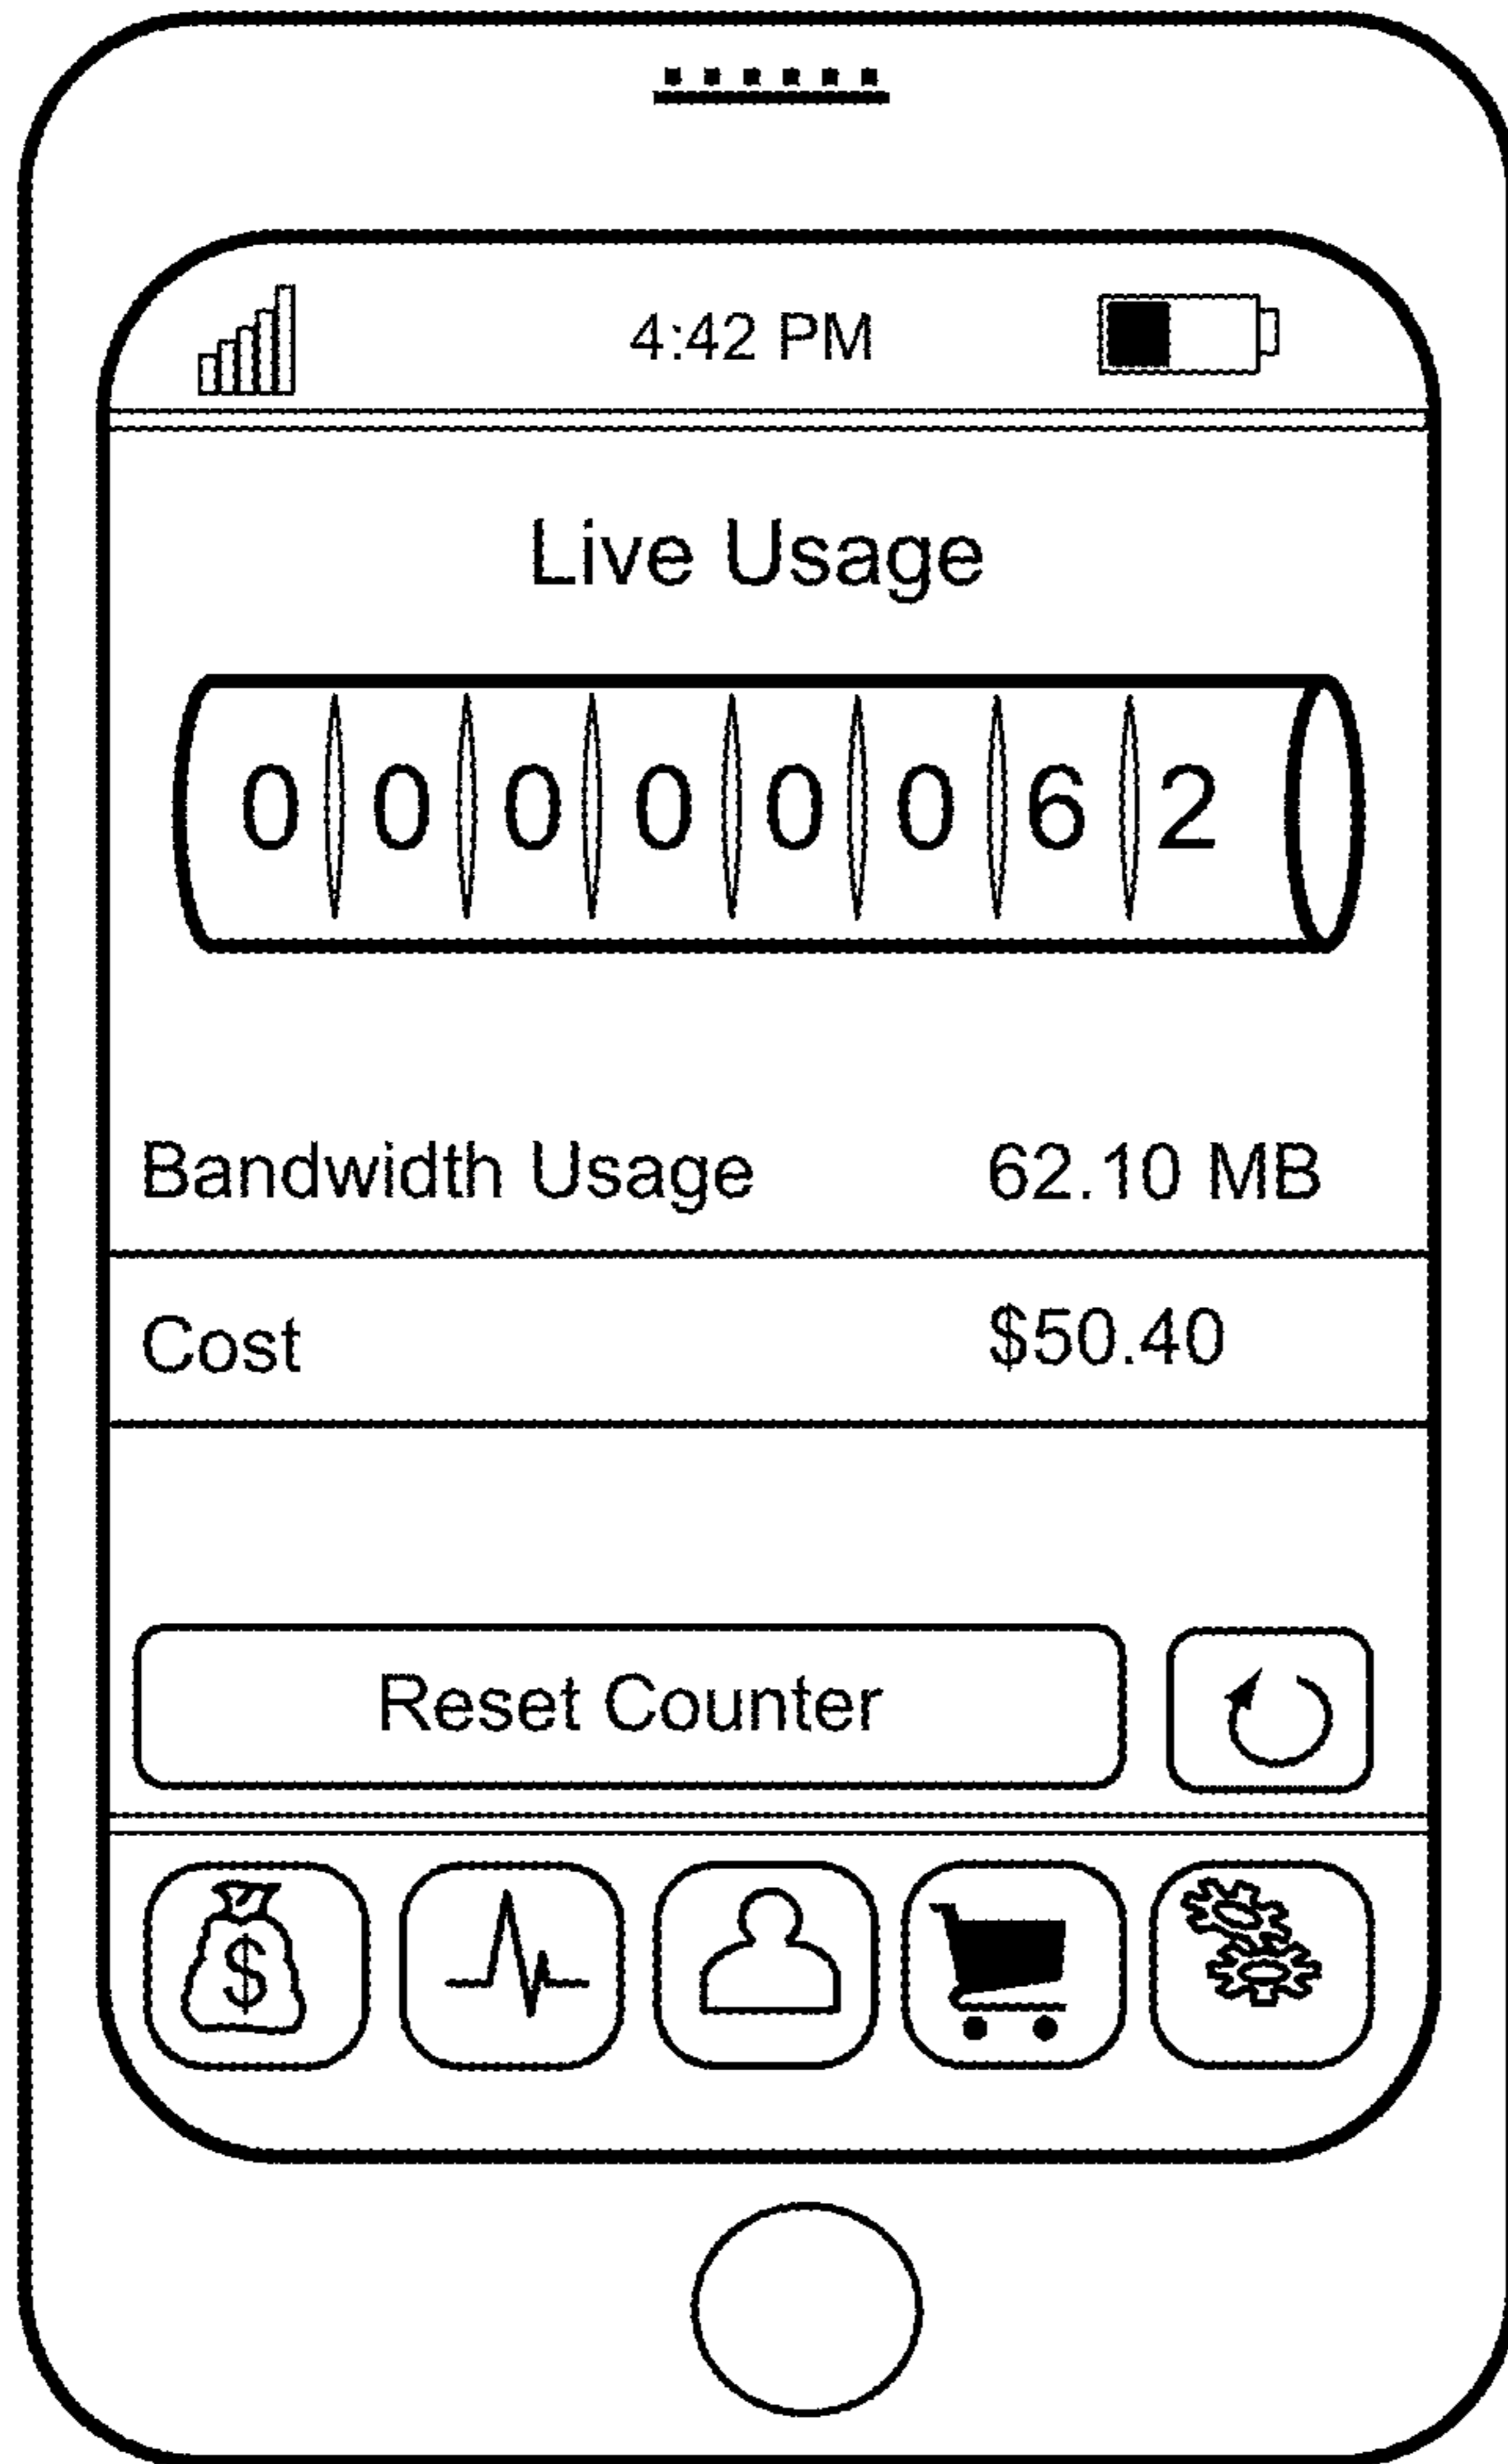 4:42 PM
Live Usage
0 0 0 0 0 0 6 2
Bandwidth Usage 62.10 MB
Cost $50.40
Reset Counter
$